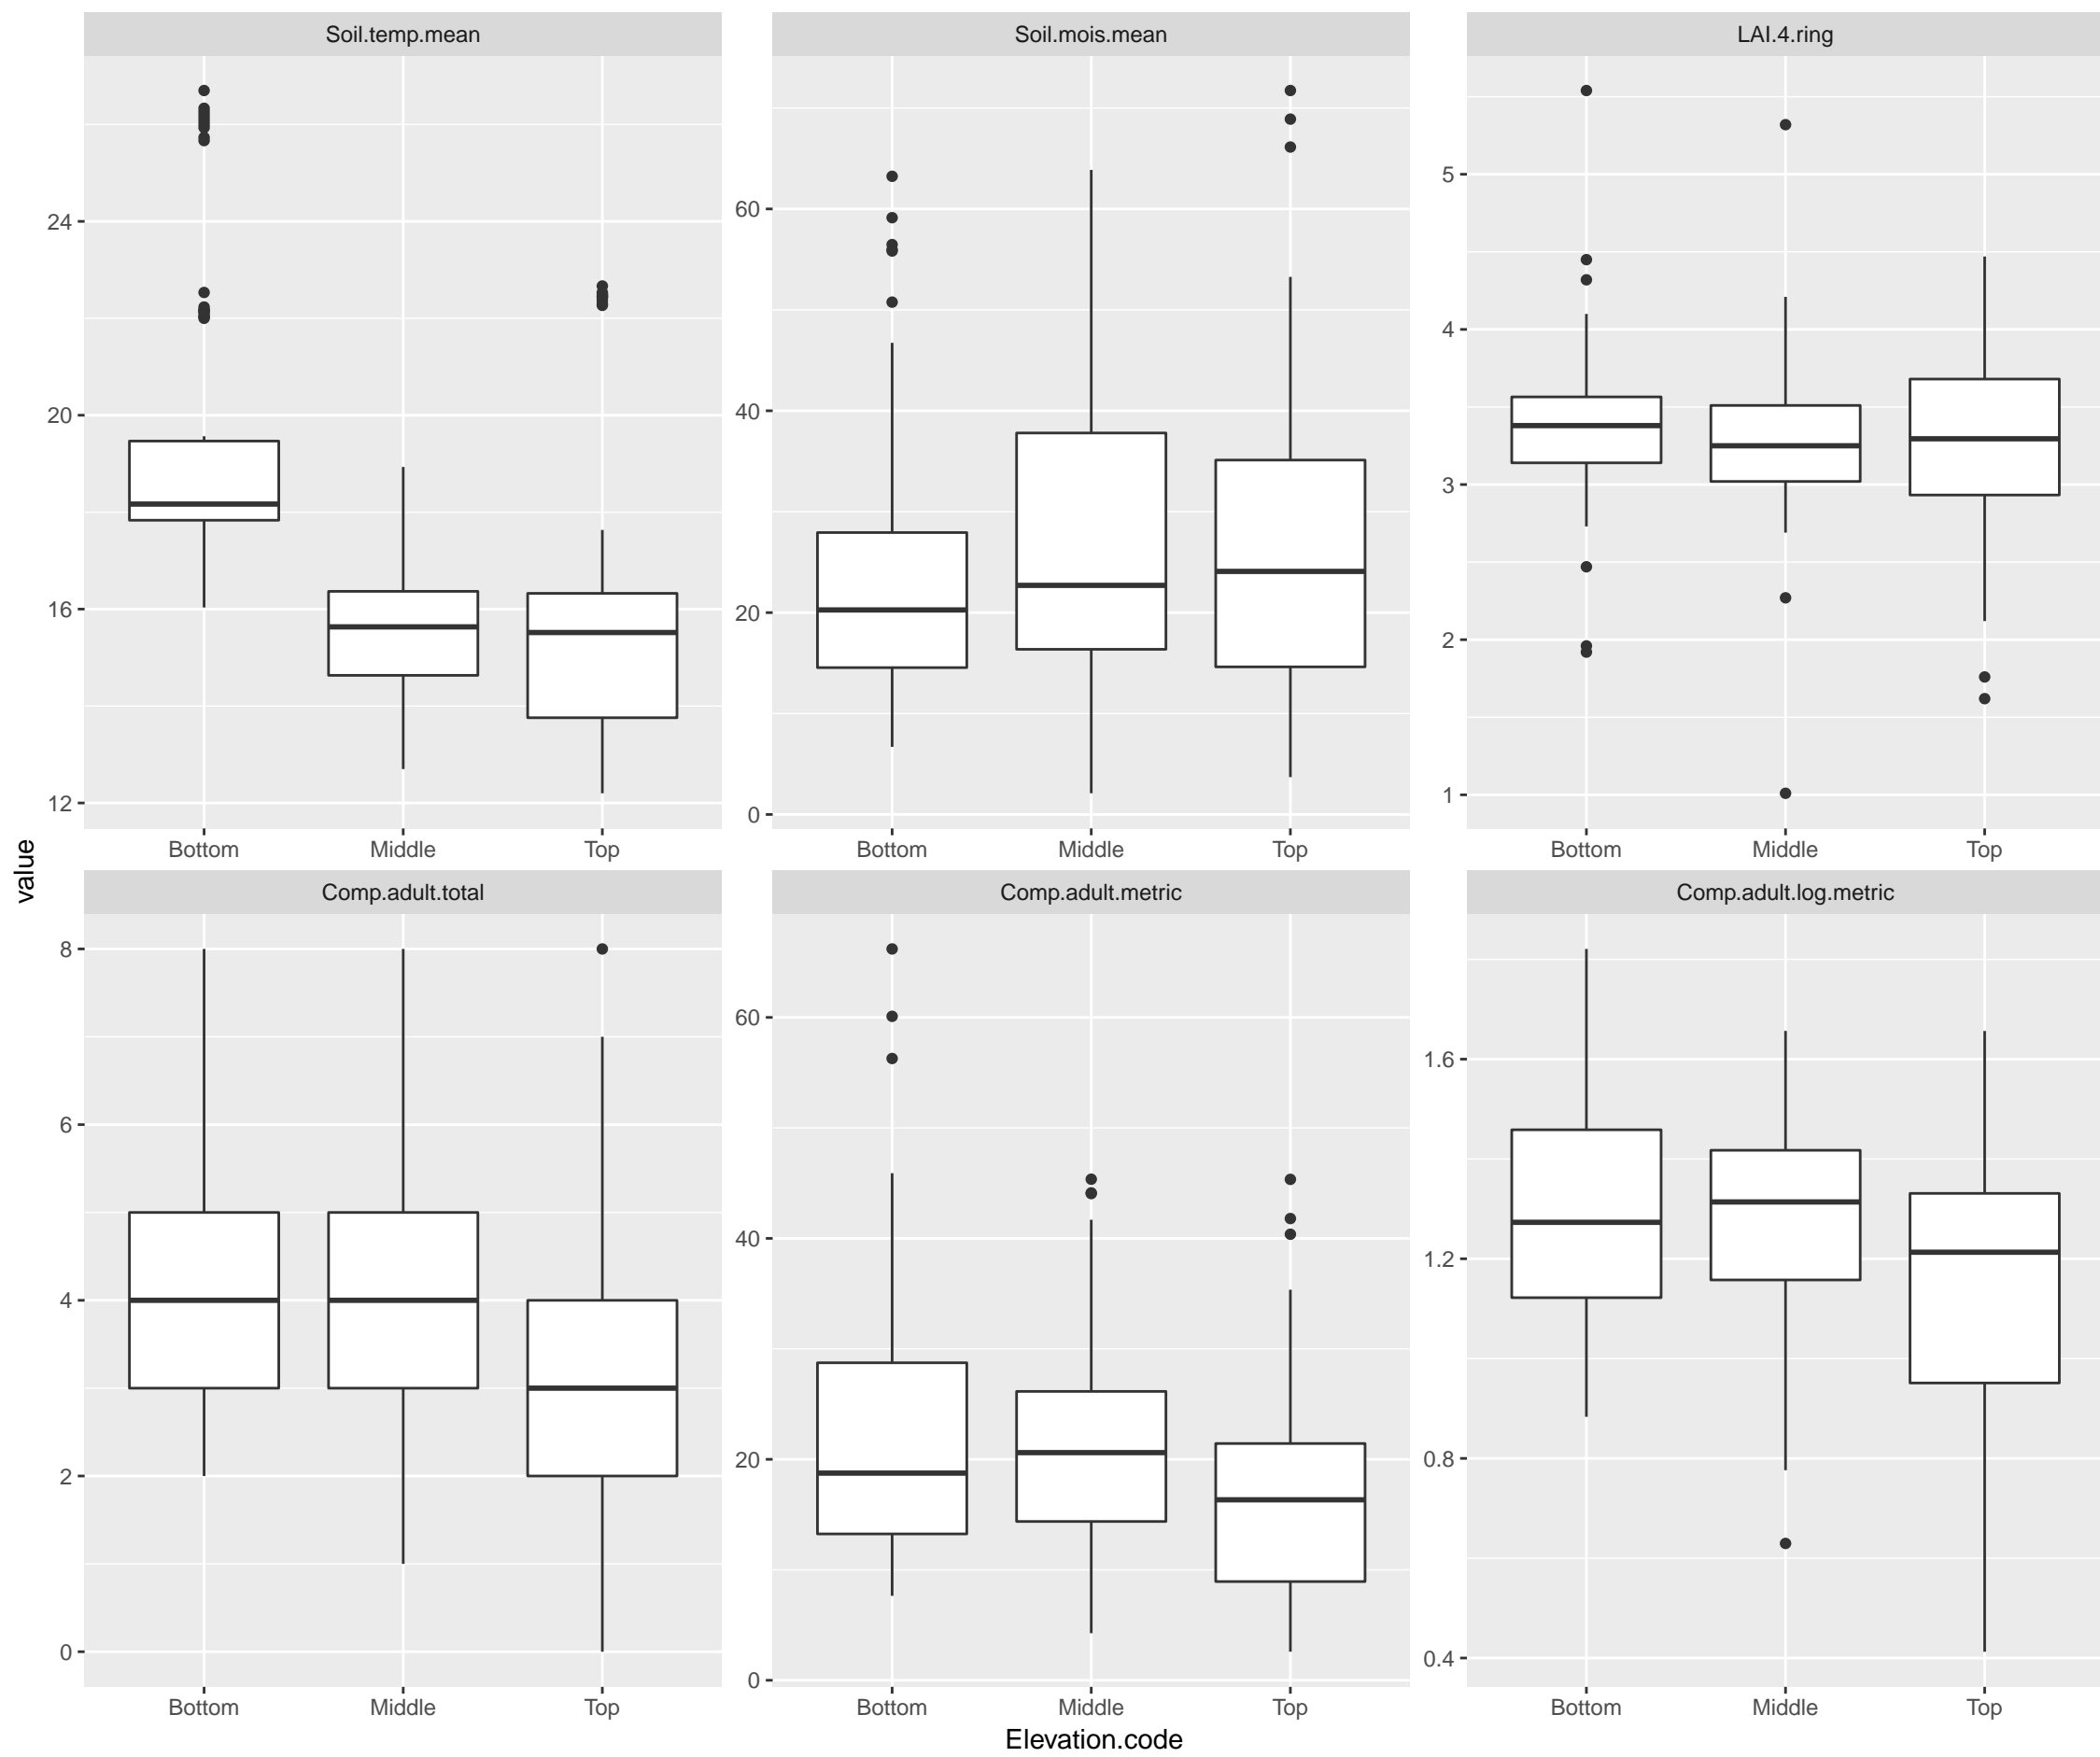 Soil.temp.mean
Soil.mois.mean
LAI.4.ring
24
20
16
12
60
40
20
0
5
4
3
2
1
Bottom Middle Top
Bottom Middle Top
Bottom Middle Top
value
Comp.adult.total
Comp.adult.metric
Comp.adult.log.metric
8
6
4
2
0
60
40
20
0
1.6
1.2
0.8
0.4
Bottom Middle Top
Bottom Middle Top
Bottom Middle Top
Elevation.code